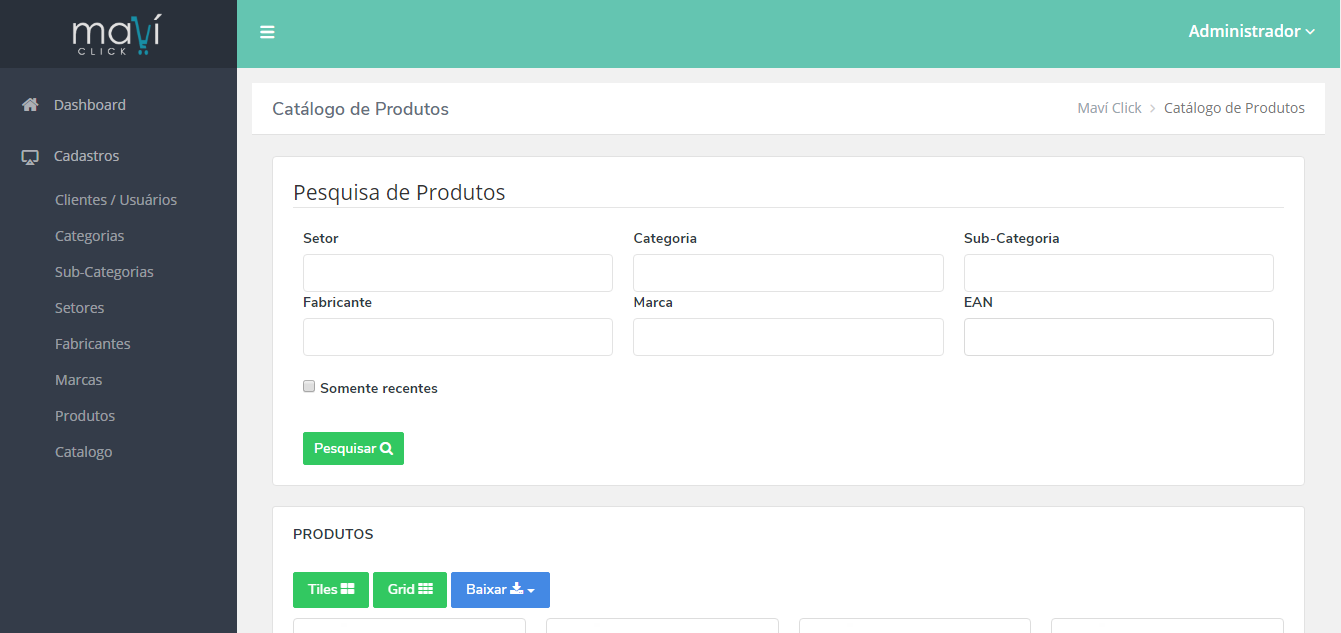 maví
CLICK
Administrador
Dashboard
Cadastros
Clientes / Usuários
Categorias
Sub-Categorias
Setores
Fabricantes
Marcas
Produtos
Catalogo
Catálogo de Produtos
Maví Click > Catálogo de Produtos
Pesquisa de Produtos
Setor Categoria Sub-Categoria
Fabricante Marca EAN
Somente recentes
Pesquisar
PRODUTOS
Tiles Grid Baixar